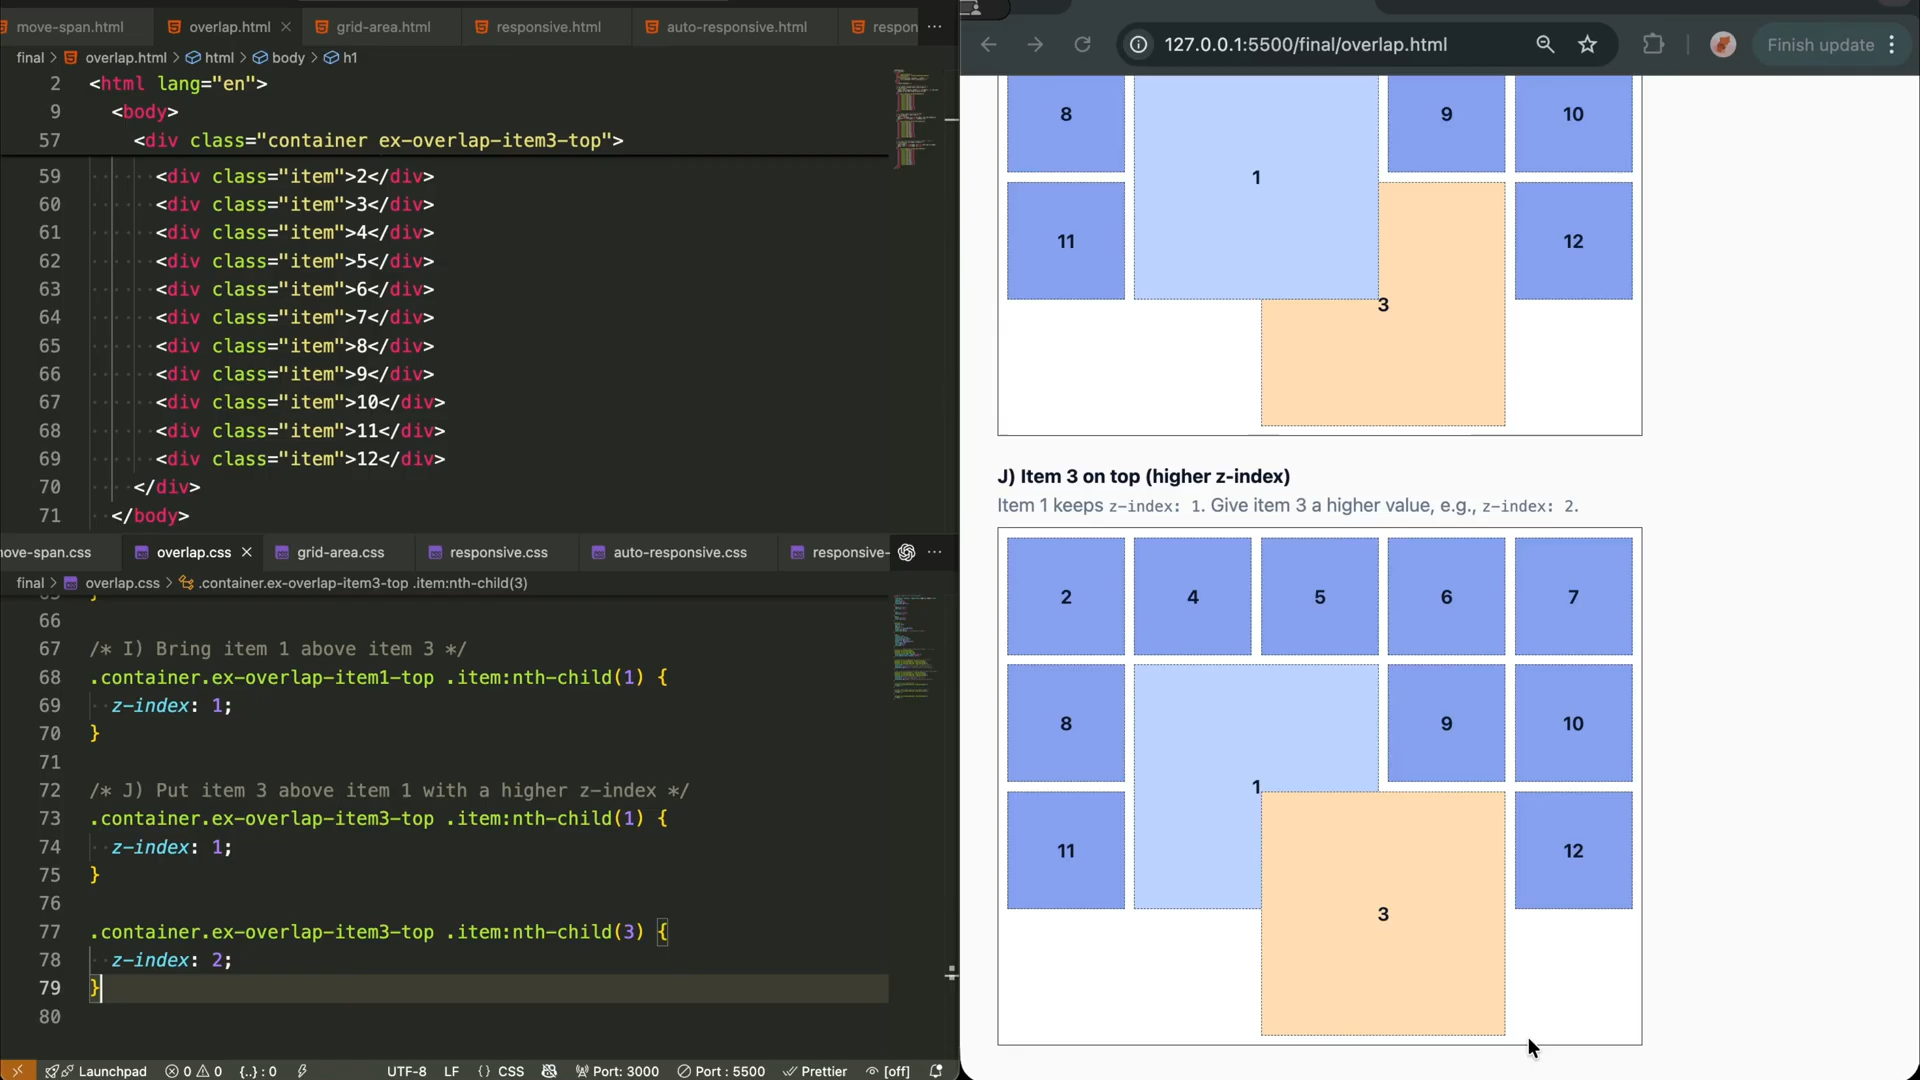 move-span.html overlap.html grid-area.html responsive.html auto-responsive.html respon ...
final > overlap.html > html > body > h1
2 <html lang="en">
9 <body>
57 <div class="container ex-overlap-item3-top">
59 <div class="item">2</div>
60 <div class="item">3</div>
61 <div class="item">4</div>
62 <div class="item">5</div>
63 <div class="item">6</div>
64 <div class="item">7</div>
65 <div class="item">8</div>
66 <div class="item">9</div>
67 <div class="item">10</div>
68 <div class="item">11</div>
69 <div class="item">12</div>
70 </div>
71 </body>
ove-span.css overlap.css grid-area.css responsive.css auto-responsive.css responsive- ...
final > overlap.css > .container.ex-overlap-item3-top .item:nth-child(3)
66
67 /* I) Bring item 1 above item 3 */
68 .container.ex-overlap-item1-top .item:nth-child(1) {
69 z-index: 1;
70 }
71
72 /* J) Put item 3 above item 1 with a higher z-index */
73 .container.ex-overlap-item3-top .item:nth-child(1) {
74 z-index: 1;
75 }
76
77 .container.ex-overlap-item3-top .item:nth-child(3) {
78 z-index: 2;
79 }
80
Launchpad 0 0 {..} : 0 UTF-8 LF {} CSS Port: 3000 Port : 5500 Prettier [off]
127.0.0.1:5500/final/overlap.html Finish update
8 9 10
1
11 12
3
J) Item 3 on top (higher z-index)
Item 1 keeps z-index: 1. Give item 3 a higher value, e.g., z-index: 2.
2 4 5 6 7
8 9 10
1
11 12
3